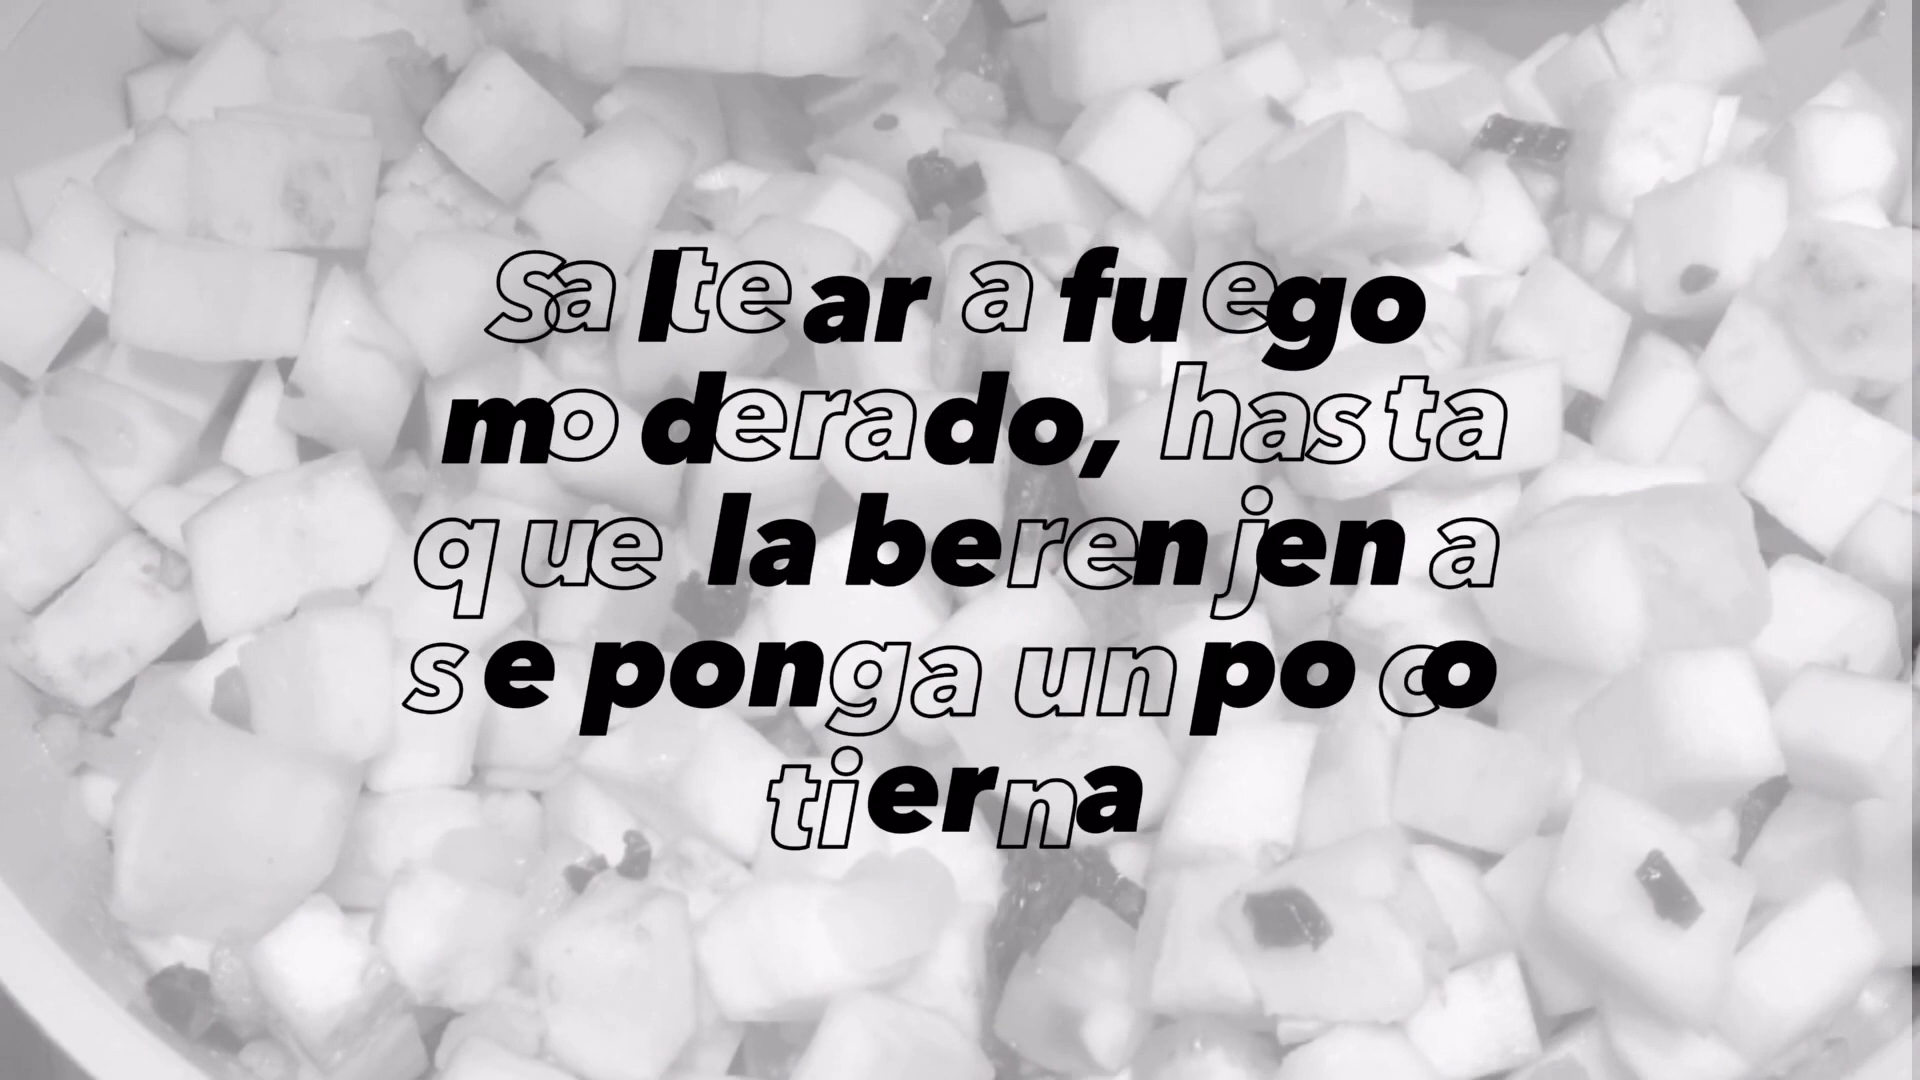 Saltear a fuego
moderado, hasta
que la berenjena
se ponga un poco
tierna